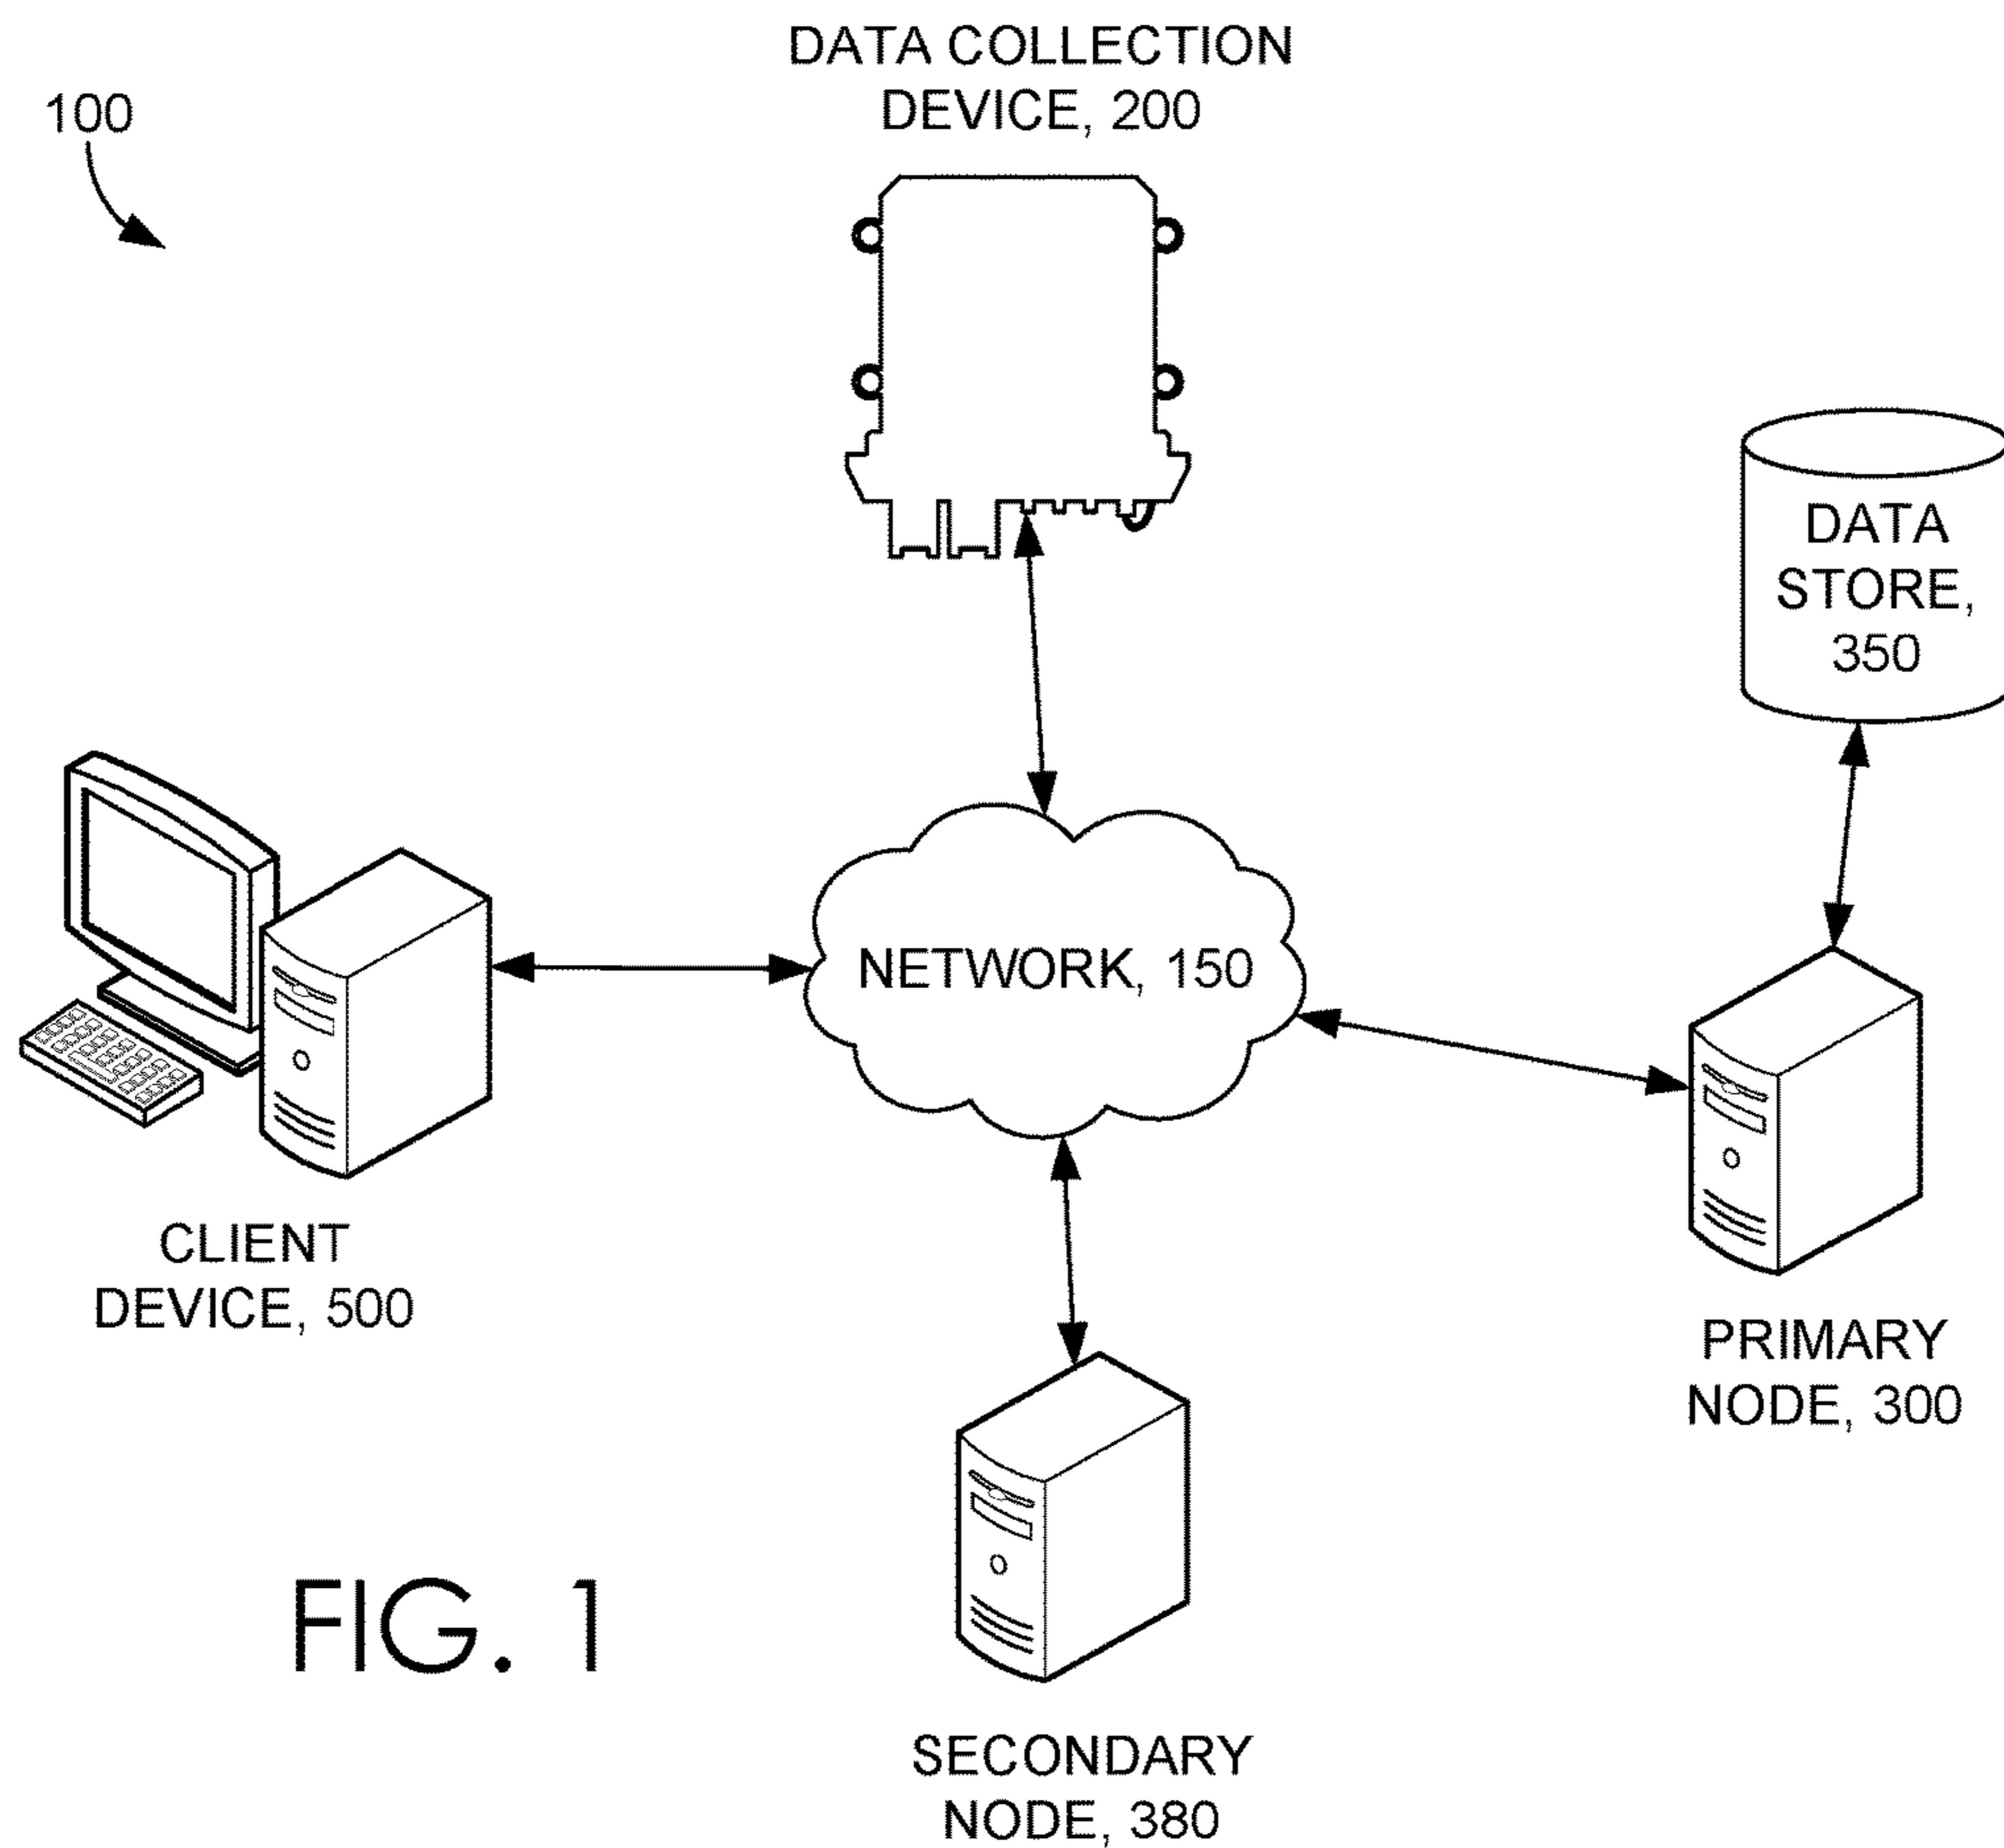 DATA COLLECTION
DEVICE, 200
100
DATA
STORE,
350
NETWORK, 150
CLIENT
DEVICE, 500
PRIMARY
NODE, 300
FIG. 1
SECONDARY
NODE, 380